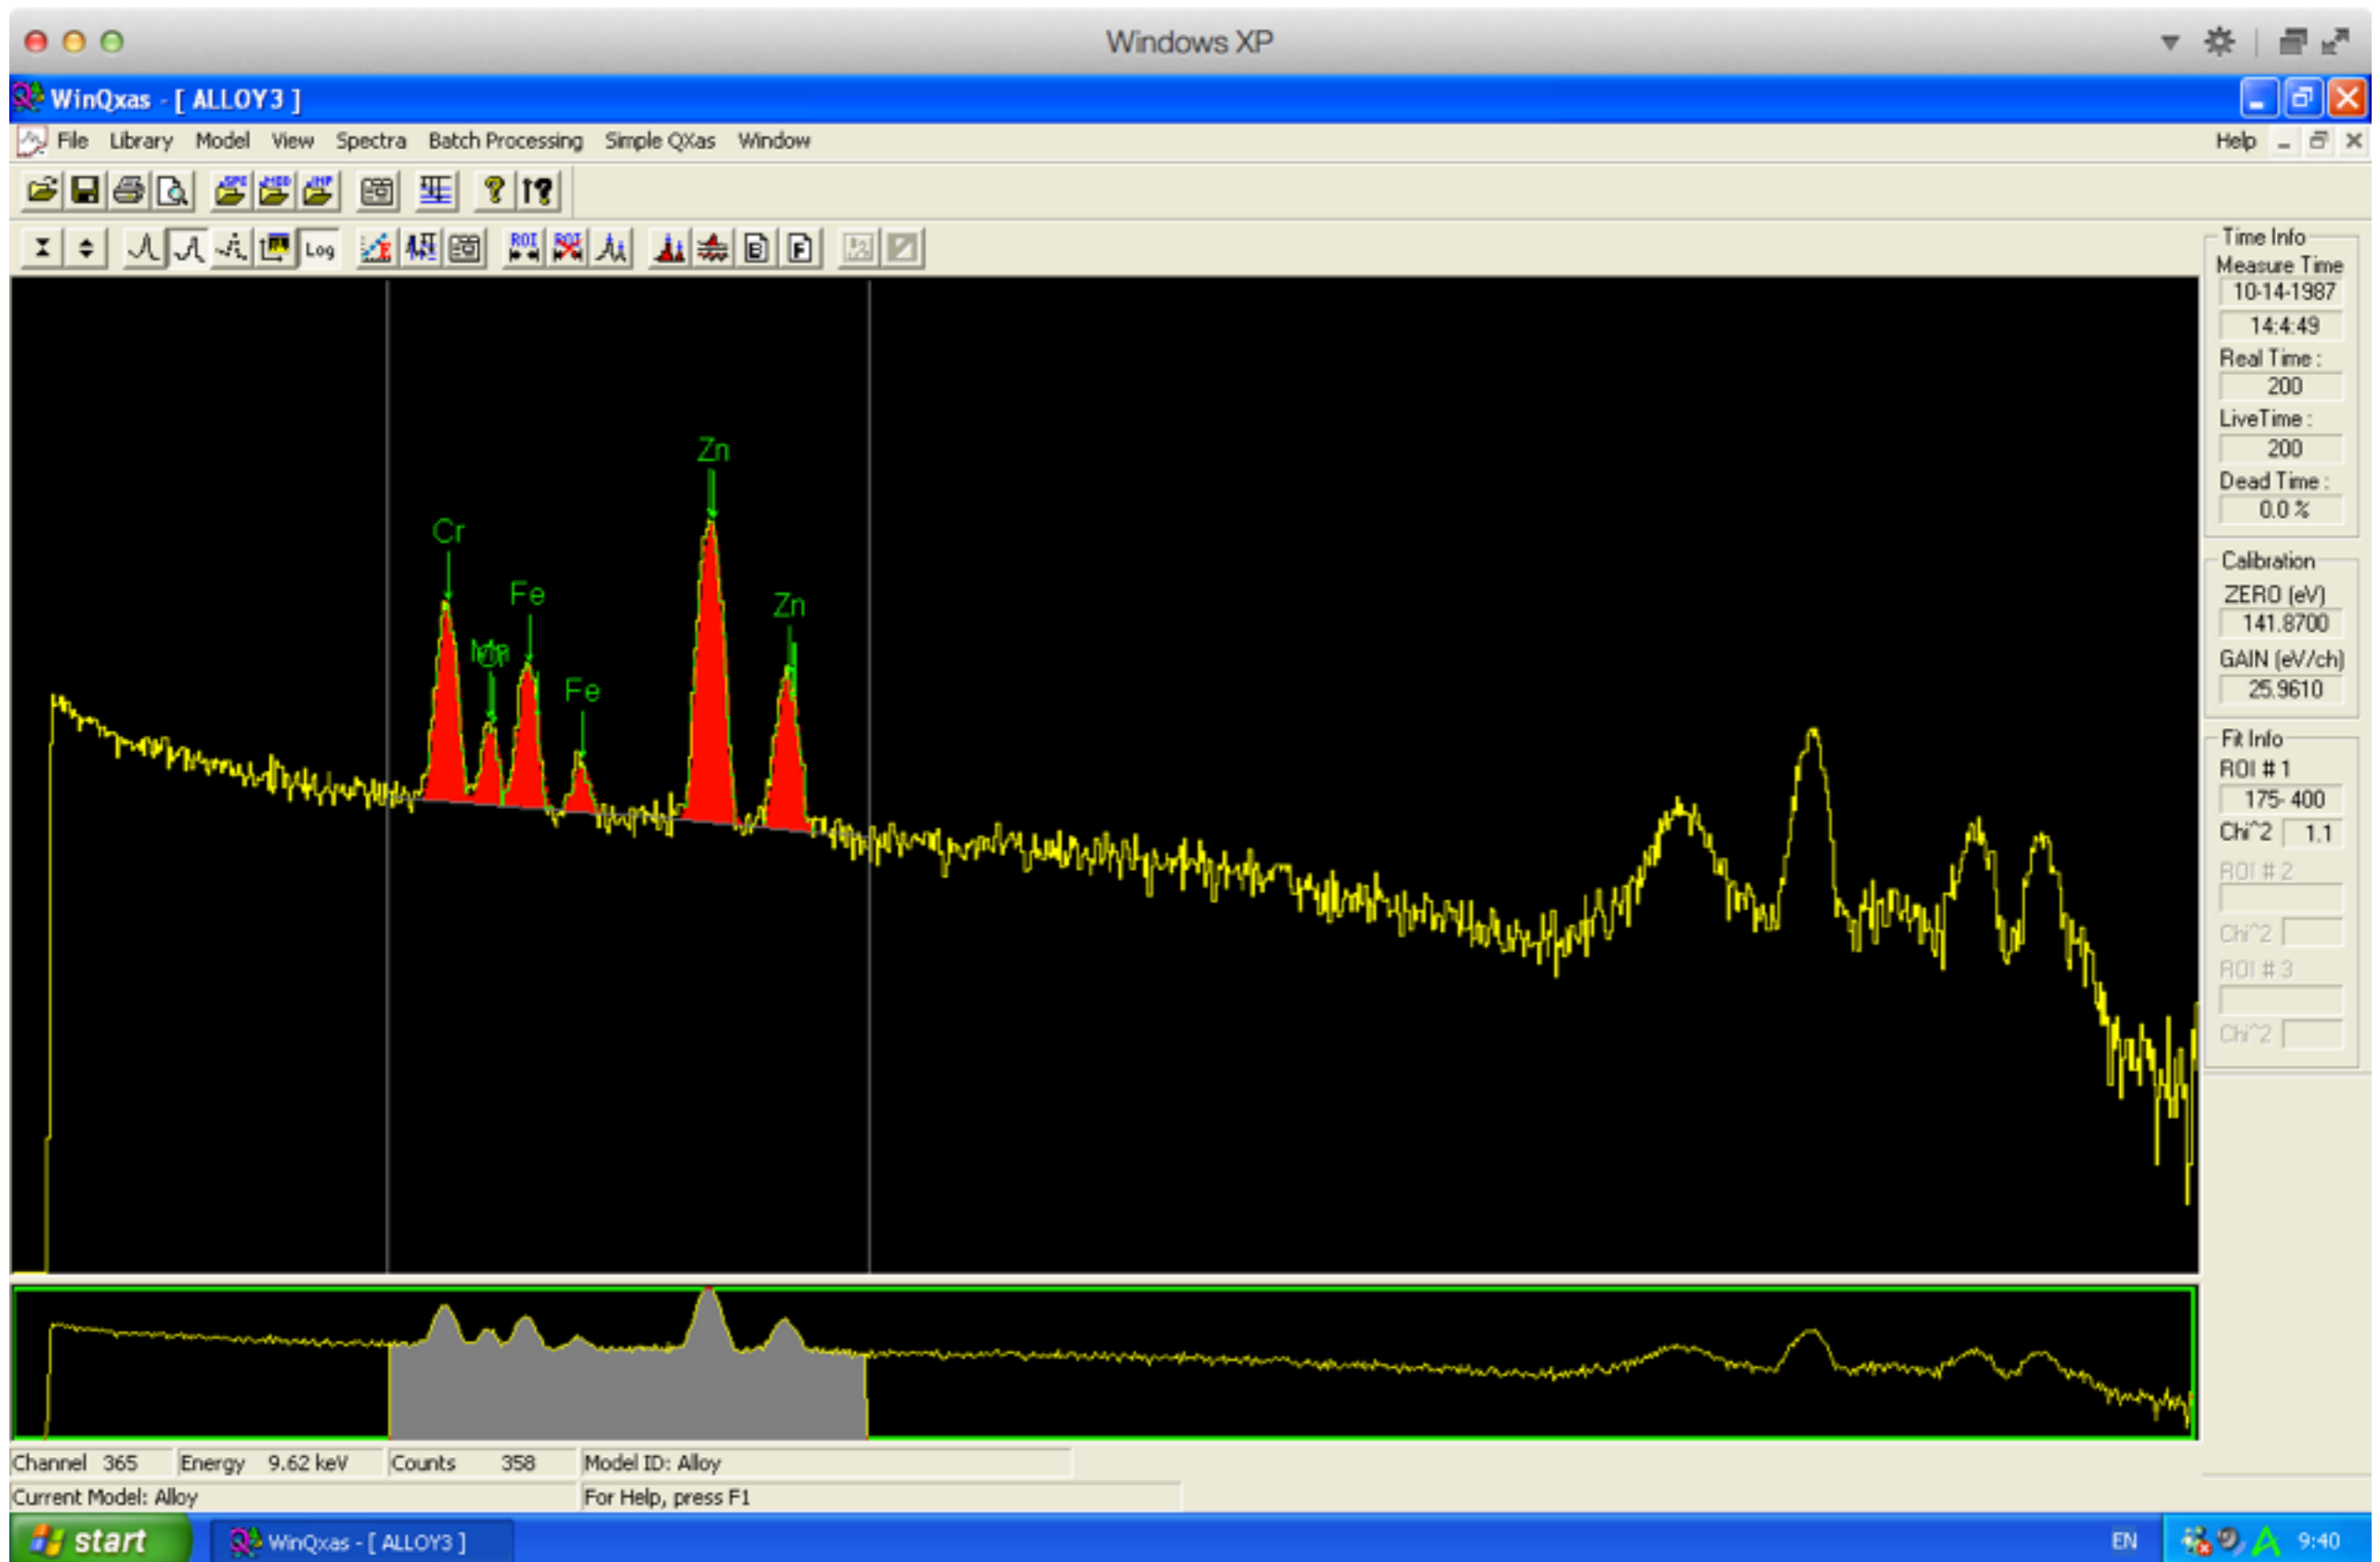 Windows XP
WinQxas - [ ALLOY3 ]
File Library Model View Spectra Batch Processing Simple QXas Window Help
Log ROI ROI B F
Time Info
Measure Time
10-14-1987
14:4:49
Real Time :
200
LiveTime :
200
Dead Time :
0.0 %
Calibration
ZERO (eV)
141.8700
GAIN (eV/ch)
25.9610
Fit Info
ROI # 1
175- 400
Chi^2 1.1
ROI # 2
Chi^2
ROI # 3
Chi^2
Zn
Cr
Fe
Zn
Fe
Channel 365 Energy 9.62 keV Counts 358 Model ID: Alloy
Current Model: Alloy For Help, press F1
start WinQxas - [ ALLOY3 ] EN 9:40